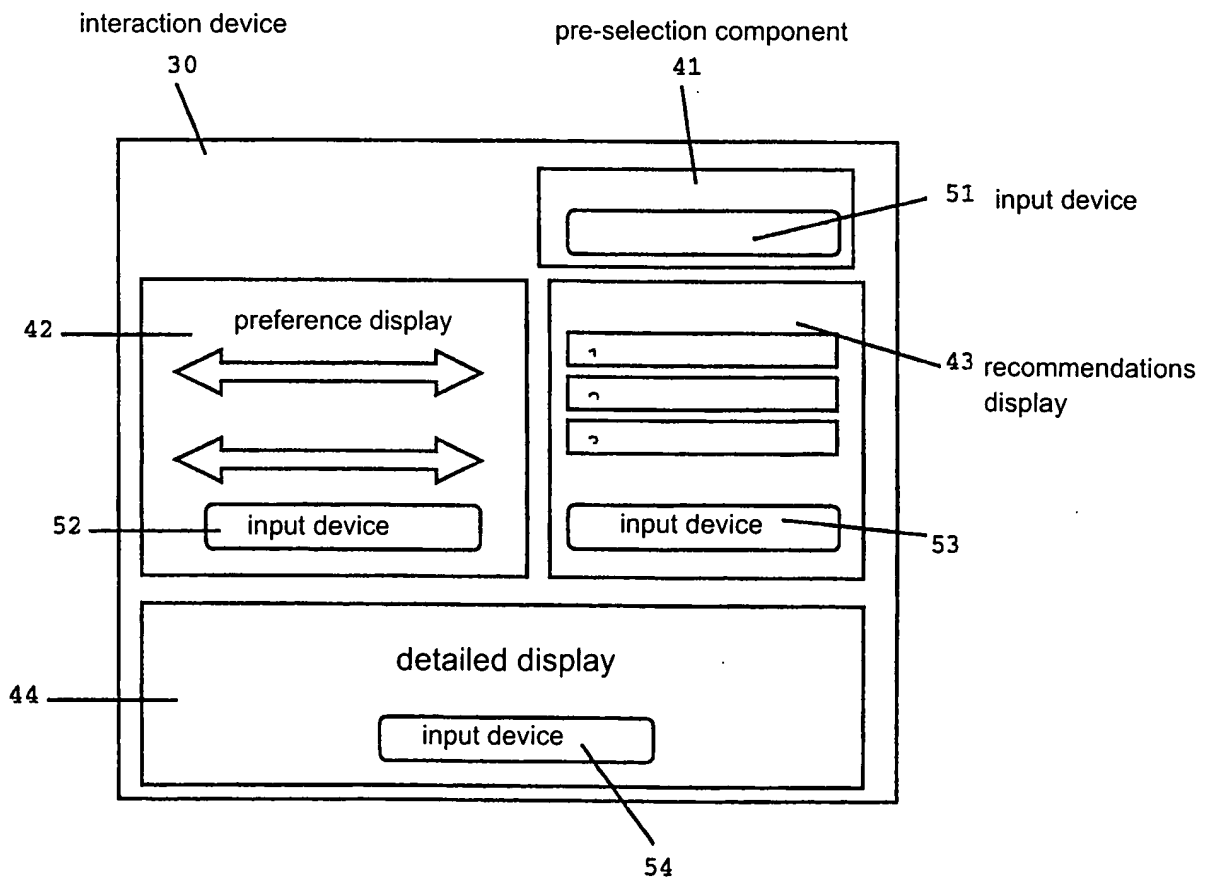 interaction device
30
pre-selection component
41
51 input device
42
preference display
43 recommendations
display
52
input device
input device
53
detailed display
44
input device
54